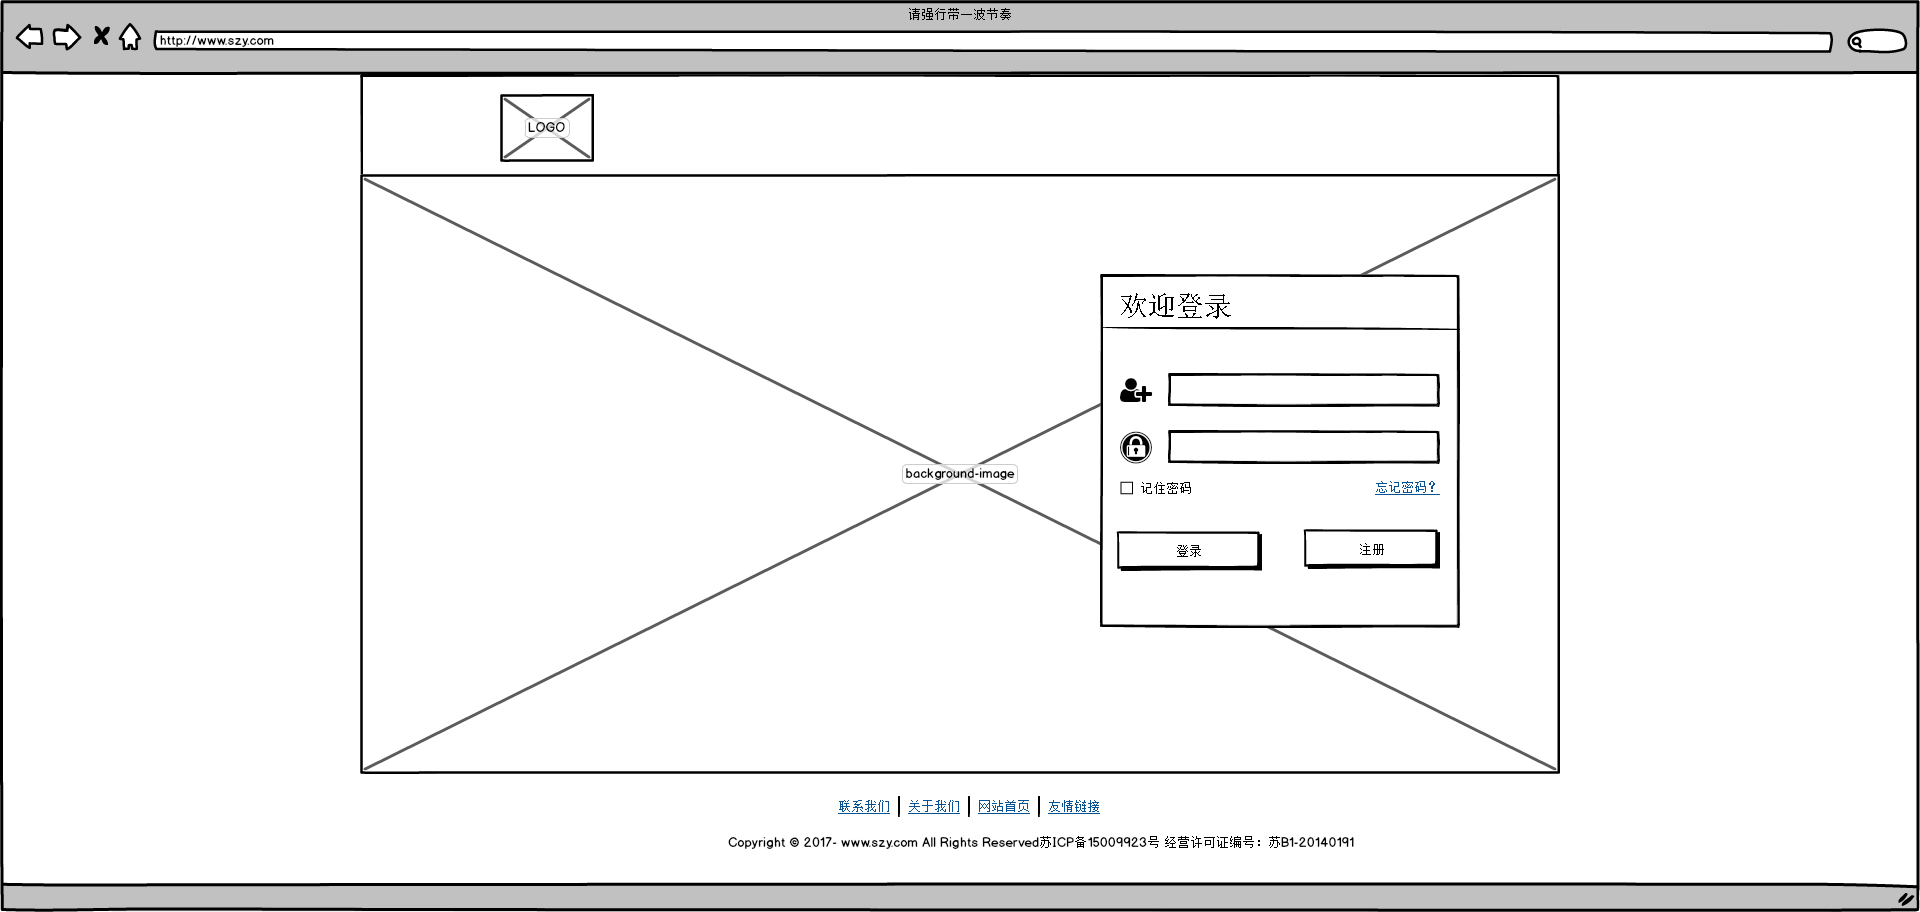 请强行带一波节奏
http://www.szy.com
LOGO
欢迎登录
background-image
记住密码 忘记密码？
登录 注册
联系我们 关于我们 网站首页 友情链接
Copyright © 2017- www.szy.com All Rights Reserved苏ICP备15009923号 经营许可证编号：苏B1-20140191